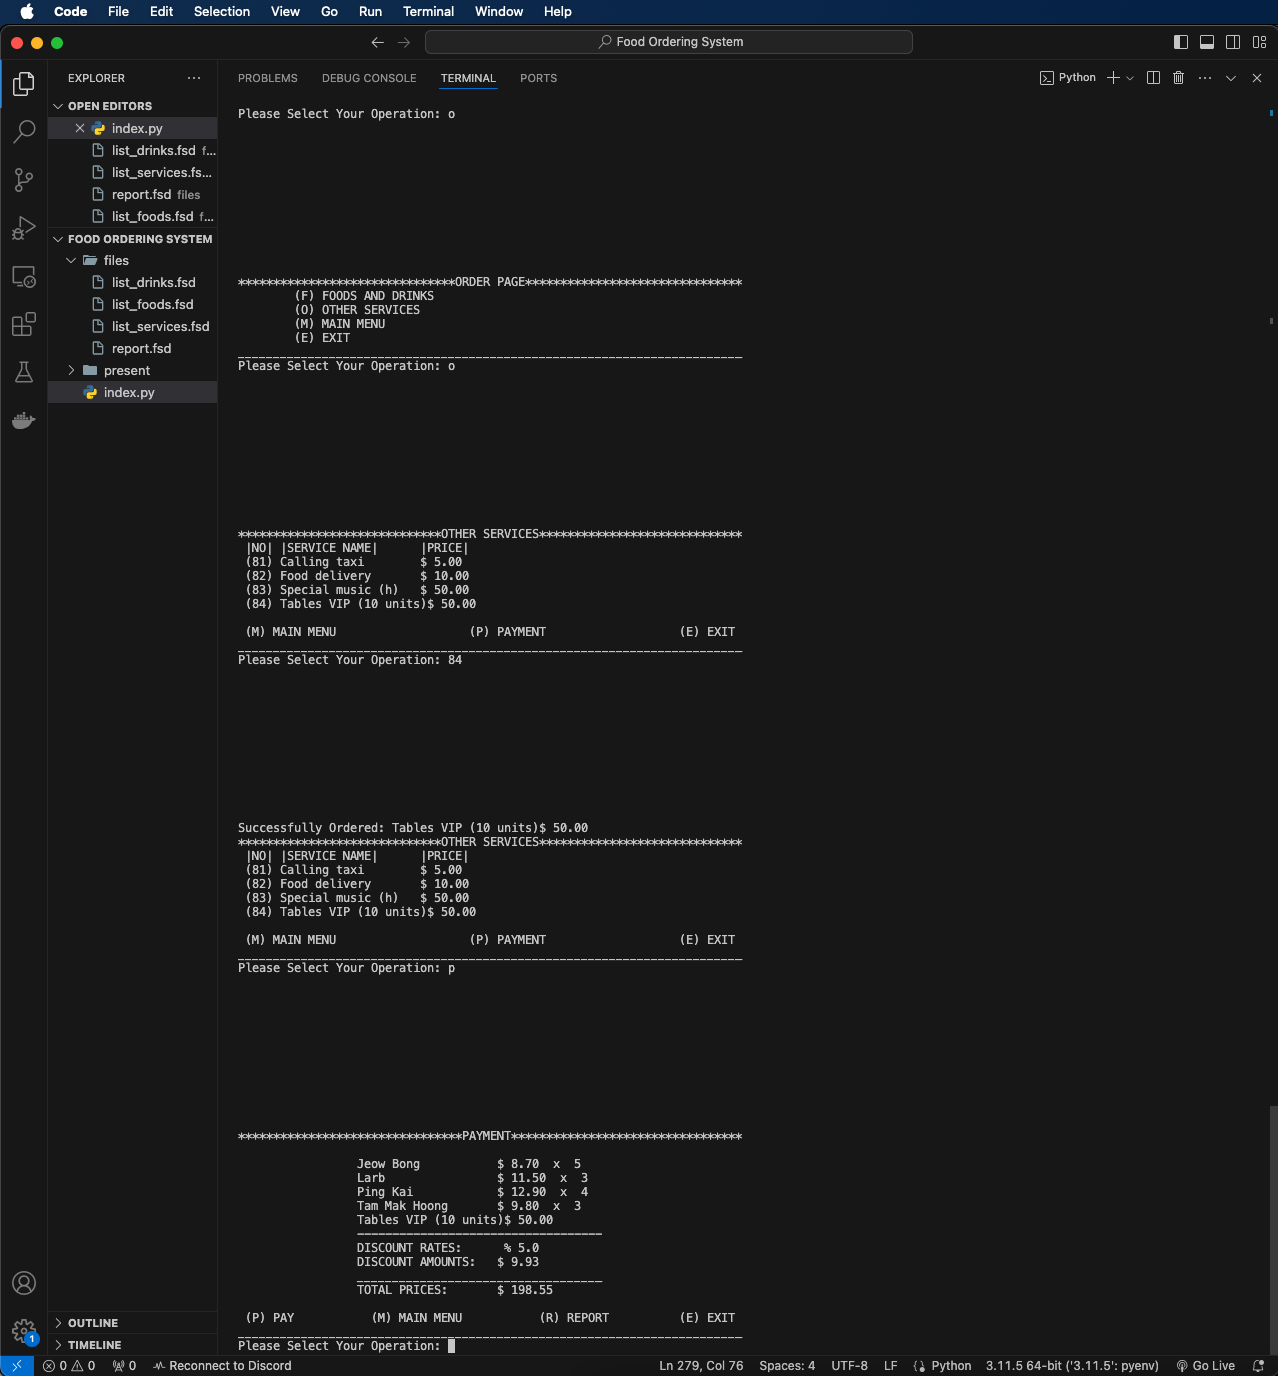 Code File Edit Selection View Go Run Terminal Window Help
Food Ordering System
EXPLORER
OPEN EDITORS
index.py
list_drinks.fsd f...
list_services.fs...
report.fsd files
list_foods.fsd f...
FOOD ORDERING SYSTEM
files
list_drinks.fsd
list_foods.fsd
list_services.fsd
report.fsd
present
index.py
OUTLINE
TIMELINE
PROBLEMS DEBUG CONSOLE TERMINAL PORTS
Python
Please Select Your Operation: o
*******************************ORDER PAGE*******************************
(F) FOODS AND DRINKS
(O) OTHER SERVICES
(M) MAIN MENU
(E) EXIT
________________________________________________________________________
Please Select Your Operation: o
*****************************OTHER SERVICES*****************************
|NO| |SERVICE NAME| |PRICE|
(81) Calling taxi $ 5.00
(82) Food delivery $ 10.00
(83) Special music (h) $ 50.00
(84) Tables VIP (10 units)$ 50.00
(M) MAIN MENU (P) PAYMENT (E) EXIT
________________________________________________________________________
Please Select Your Operation: 84
Successfully Ordered: Tables VIP (10 units)$ 50.00
*****************************OTHER SERVICES*****************************
|NO| |SERVICE NAME| |PRICE|
(81) Calling taxi $ 5.00
(82) Food delivery $ 10.00
(83) Special music (h) $ 50.00
(84) Tables VIP (10 units)$ 50.00
(M) MAIN MENU (P) PAYMENT (E) EXIT
________________________________________________________________________
Please Select Your Operation: p
********************************PAYMENT*********************************
Jeow Bong $ 8.70 x 5
Larb $ 11.50 x 3
Ping Kai $ 12.90 x 4
Tam Mak Hoong $ 9.80 x 3
Tables VIP (10 units)$ 50.00
-----------------------------------
DISCOUNT RATES: % 5.0
DISCOUNT AMOUNTS: $ 9.93
___________________________________
TOTAL PRICES: $ 198.55
(P) PAY (M) MAIN MENU (R) REPORT (E) EXIT
________________________________________________________________________
Please Select Your Operation:
1
0 0 0 Reconnect to Discord Ln 279, Col 76 Spaces: 4 UTF-8 LF Python 3.11.5 64-bit ('3.11.5': pyenv) Go Live